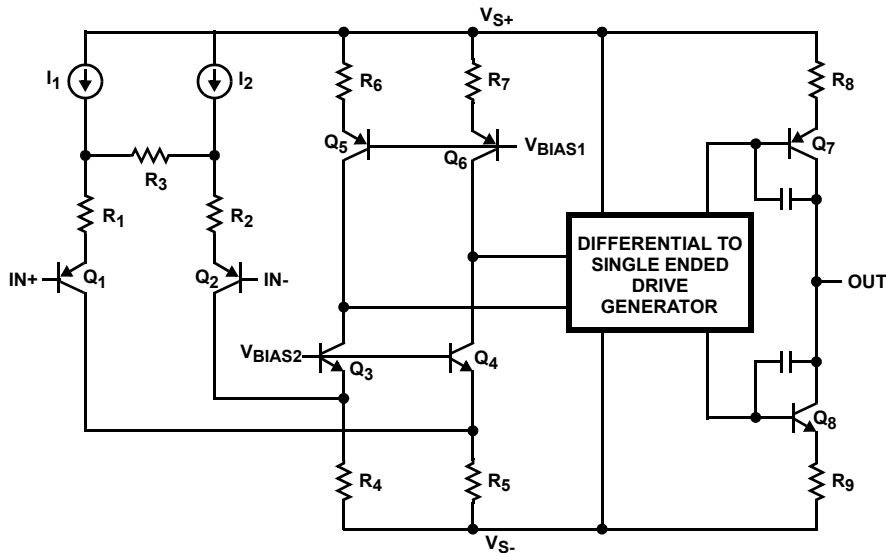 VS+
I1
I2
R6
R7
R8
Q5
Q6
VBIAS1
Q7
R3
R1
R2
DIFFERENTIAL TO
SINGLE ENDED
DRIVE
GENERATOR
IN+
Q1
Q2
IN-
OUT
VBIAS2
Q3
Q4
Q8
R4
R5
R9
VS-